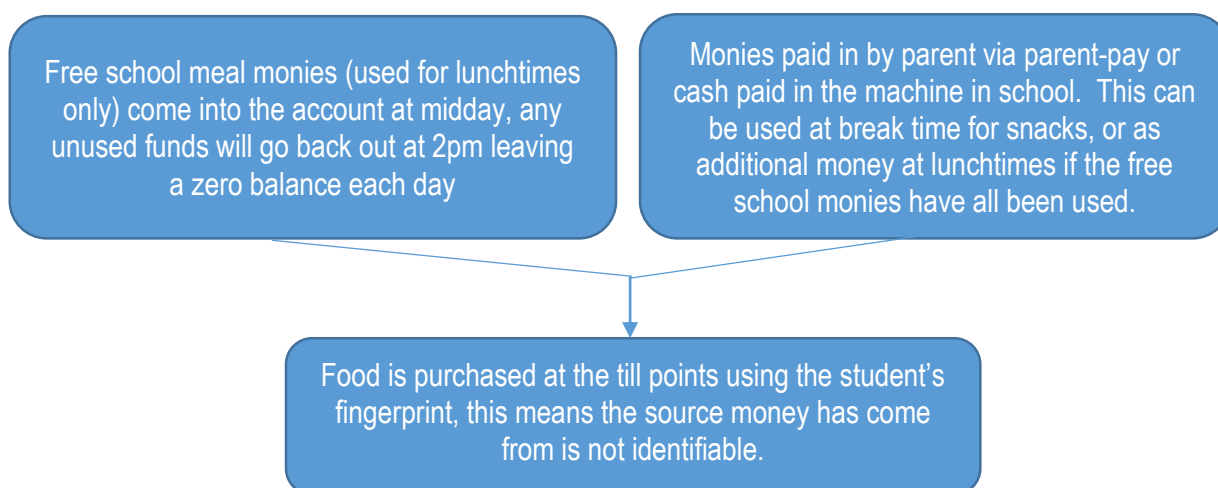 Free school meal monies (used for lunchtimes
only) come into the account at midday, any
unused funds will go back out at 2pm leaving
a zero balance each day
Monies paid in by parent via parent-pay or
cash paid in the machine in school.  This can
be used at break time for snacks, or as
additional money at lunchtimes if the free
school monies have all been used.
Food is purchased at the till points using the student’s
fingerprint, this means the source money has come
from is not identifiable.